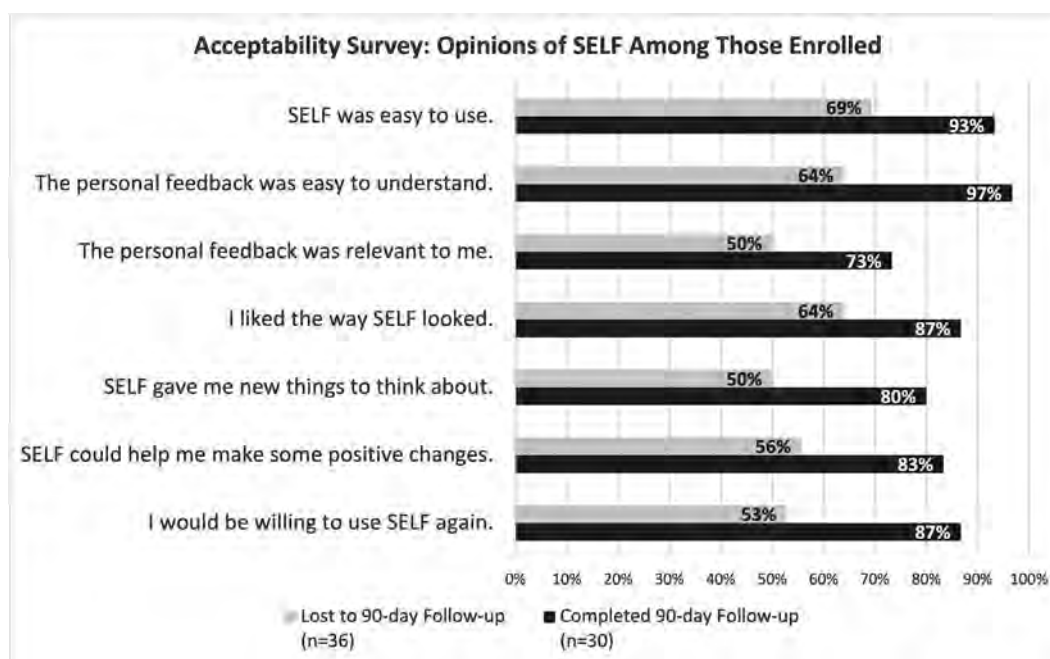 Acceptability Survey: Opinions of SELF Among Those Enrolled
SELF was easy to use.
69%
93%
The personal feedback was easy to understand.
64%
97%
The personal feedback was relevant to me.
50%
73%
I liked the way SELF looked.
64%
87%
SELF gave me new things to think about.
50%
80%
SELF could help me make some positive changes.
56%
83%
I would be willing to use SELF again.
53%
87%
0% 10% 20% 30% 40% 50% 60% 70% 80% 90% 100%
Lost to 90-day Follow-up Completed 90-day Follow-up
(n=36) (n=30)